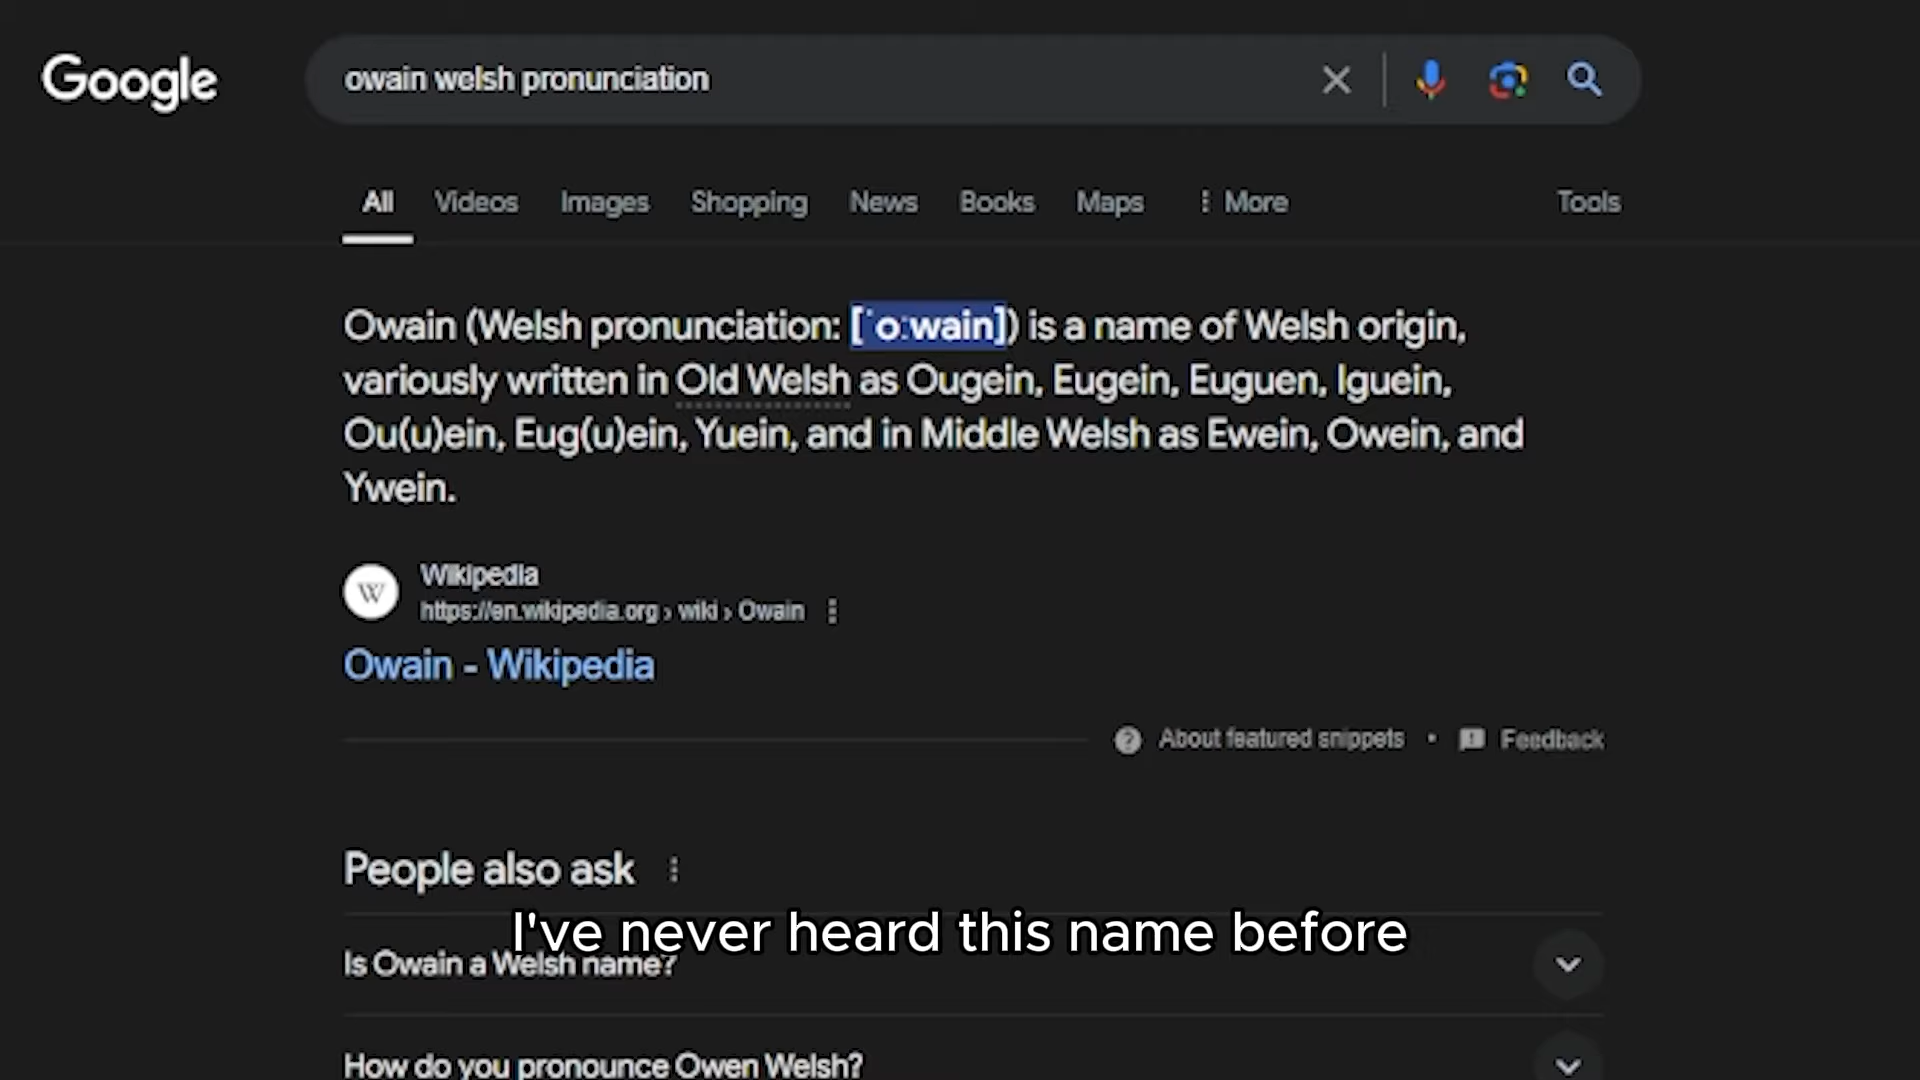 Google
owain welsh pronunciation
All Videos Images Shopping News Books Maps More Tools
Owain (Welsh pronunciation: [ˈoːwain]) is a name of Welsh origin,
variously written in Old Welsh as Ougein, Eugein, Euguen, Iguein,
Ou(u)ein, Eug(u)ein, Yuein, and in Middle Welsh as Ewein, Owein, and
Ywein.
W
Wikipedia
https://en.wikipedia.org › wiki › Owain
Owain - Wikipedia
About featured snippets • Feedback
People also ask
I've never heard this name before
Is Owain a Welsh name?
How do you pronounce Owen Welsh?